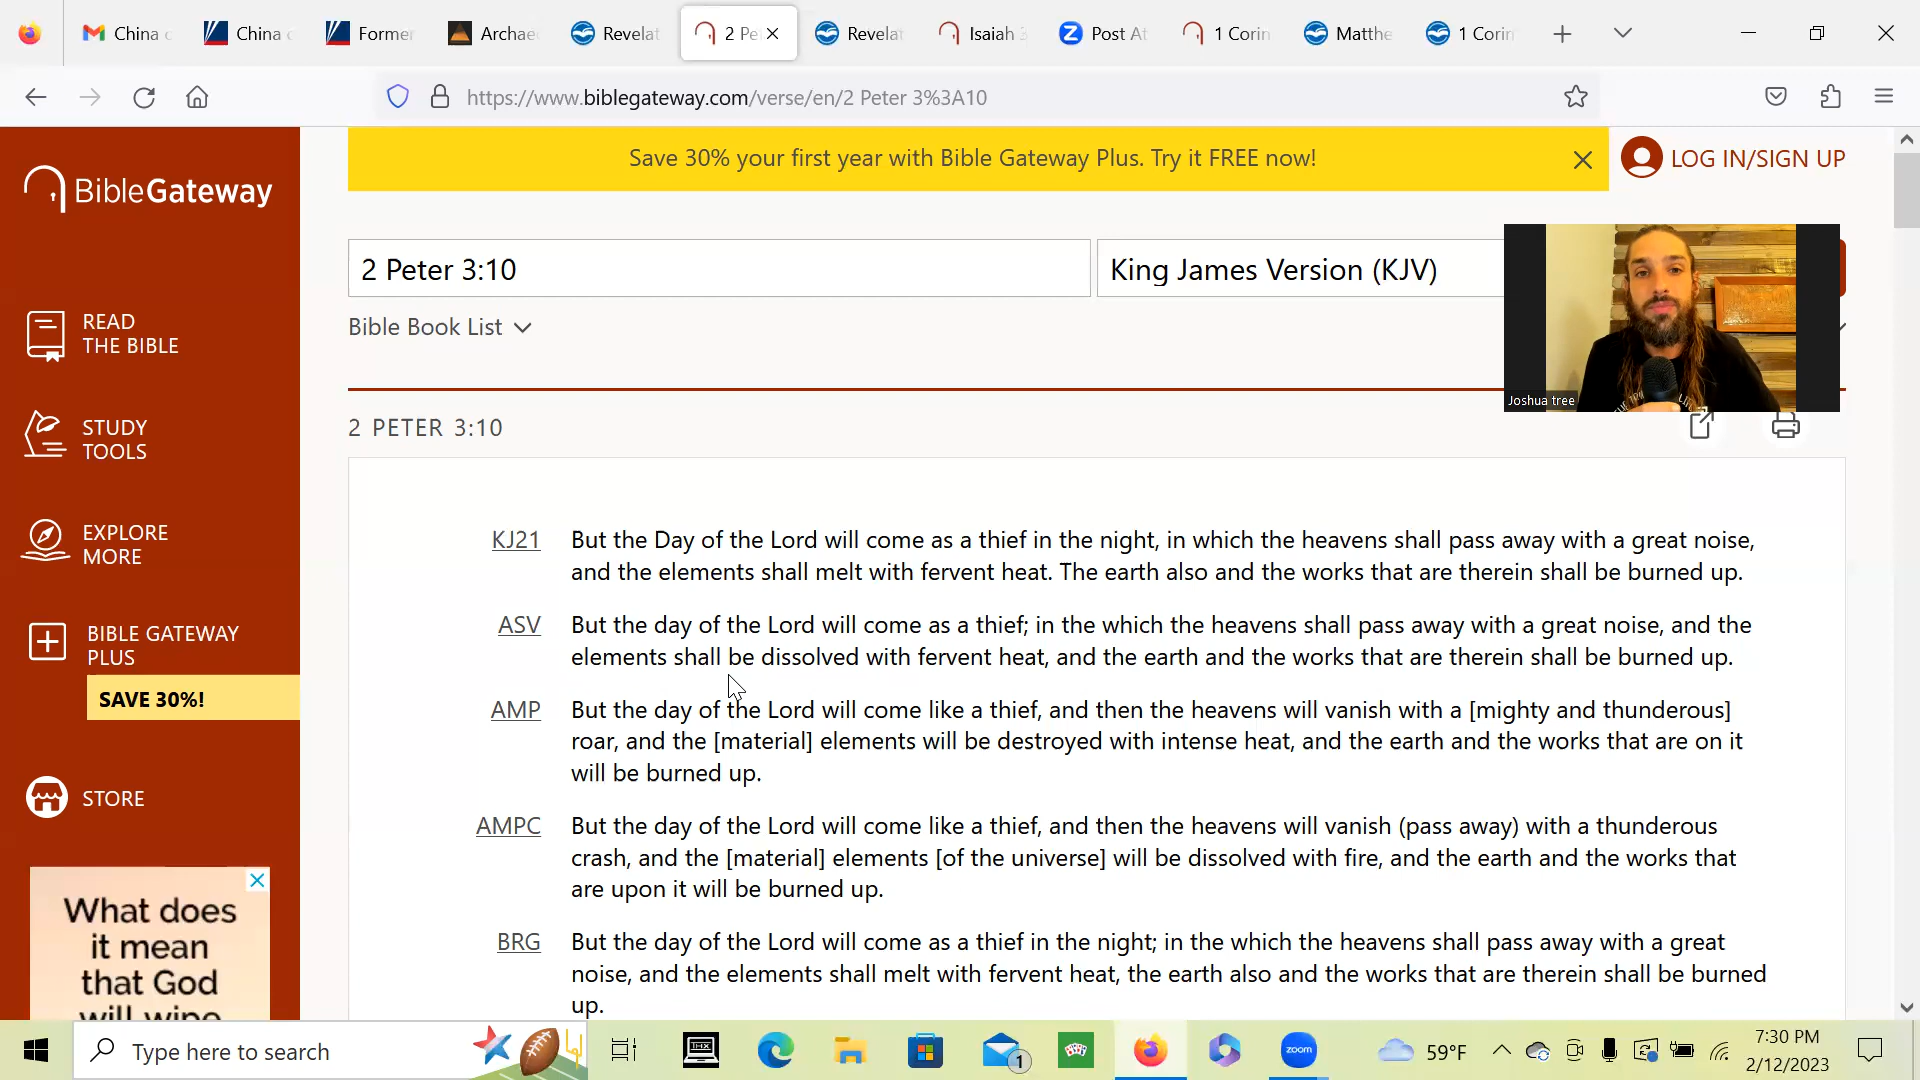 China
China
Former
Archae
Revelat
2 Pe
Revelat
Isaiah 3
Post At
1 Corin
Matthe
1 Corin
https://www.biblegateway.com/verse/en/2 Peter 3%3A10
BibleGateway
Save 30% your first year with Bible Gateway Plus. Try it FREE now!
LOG IN/SIGN UP
2 Peter 3:10
King James Version (KJV)
Bible Book List
Joshua tree
READ
THE BIBLE
STUDY
TOOLS
EXPLORE
MORE
BIBLE GATEWAY
PLUS
SAVE 30%!
STORE
What does
it mean
that God
will wipe
2 PETER 3:10
KJ21 But the Day of the Lord will come as a thief in the night, in which the heavens shall pass away with a great noise,
and the elements shall melt with fervent heat. The earth also and the works that are therein shall be burned up.
ASV But the day of the Lord will come as a thief; in the which the heavens shall pass away with a great noise, and the
elements shall be dissolved with fervent heat, and the earth and the works that are therein shall be burned up.
AMP But the day of the Lord will come like a thief, and then the heavens will vanish with a [mighty and thunderous]
roar, and the [material] elements will be destroyed with intense heat, and the earth and the works that are on it
will be burned up.
AMPC But the day of the Lord will come like a thief, and then the heavens will vanish (pass away) with a thunderous
crash, and the [material] elements [of the universe] will be dissolved with fire, and the earth and the works that
are upon it will be burned up.
BRG But the day of the Lord will come as a thief in the night; in the which the heavens shall pass away with a great
noise, and the elements shall melt with fervent heat, the earth also and the works that are therein shall be burned
up.
Type here to search
1
zoom
59°F
7:30 PM
2/12/2023